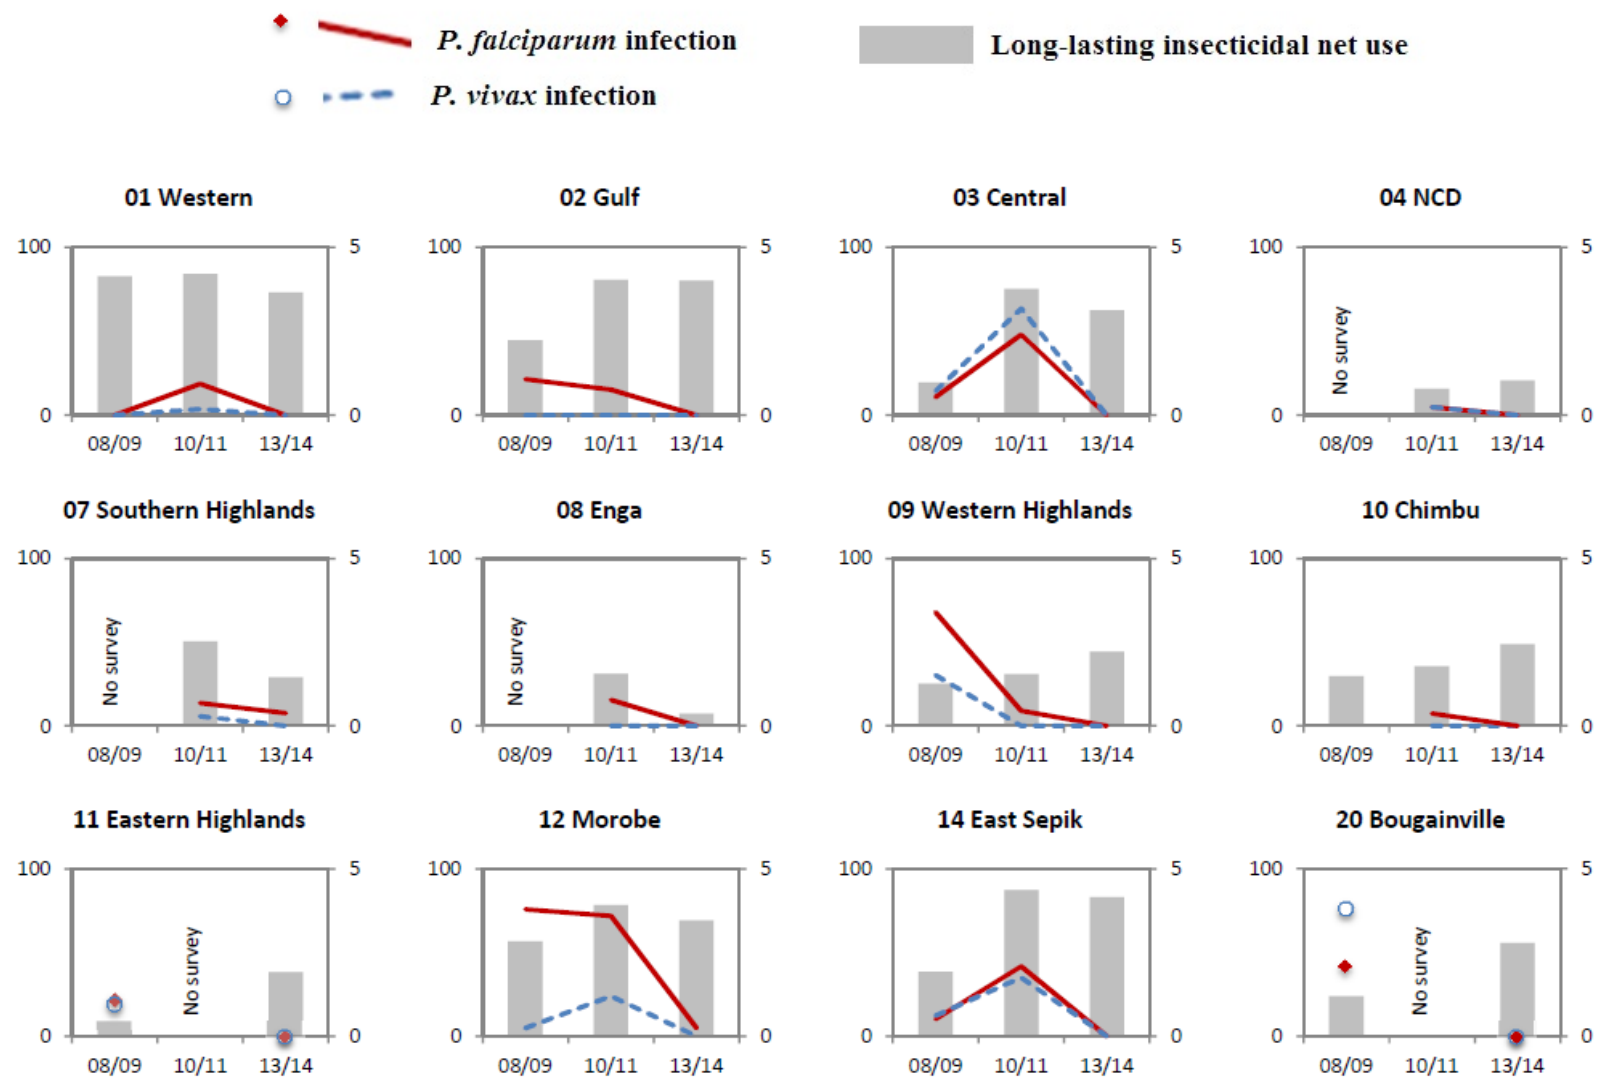 P. falciparum infection
Long-lasting insecticidal net use
P. vivax infection
01 Western
02 Gulf
03 Central
04 NCD
100 5 100 5 100 5 100 5
No survey
0 0 0 0 0 0 0 0
08/09 10/11 13/14 08/09 10/11 13/14 08/09 10/11 13/14 08/09 10/11 13/14
07 Southern Highlands
08 Enga
09 Western Highlands
10 Chimbu
100 5 100 5 100 5 100 5
No survey
No survey
0 0 0 0 0 0 0 0
08/09 10/11 13/14 08/09 10/11 13/14 08/09 10/11 13/14 08/09 10/11 13/14
11 Eastern Highlands
12 Morobe
14 East Sepik
20 Bougainville
100 5 100 5 100 5 100 5
No survey
No survey
0 0 0 0 0 0 0 0
08/09 10/11 13/14 08/09 10/11 13/14 08/09 10/11 13/14 08/09 10/11 13/14